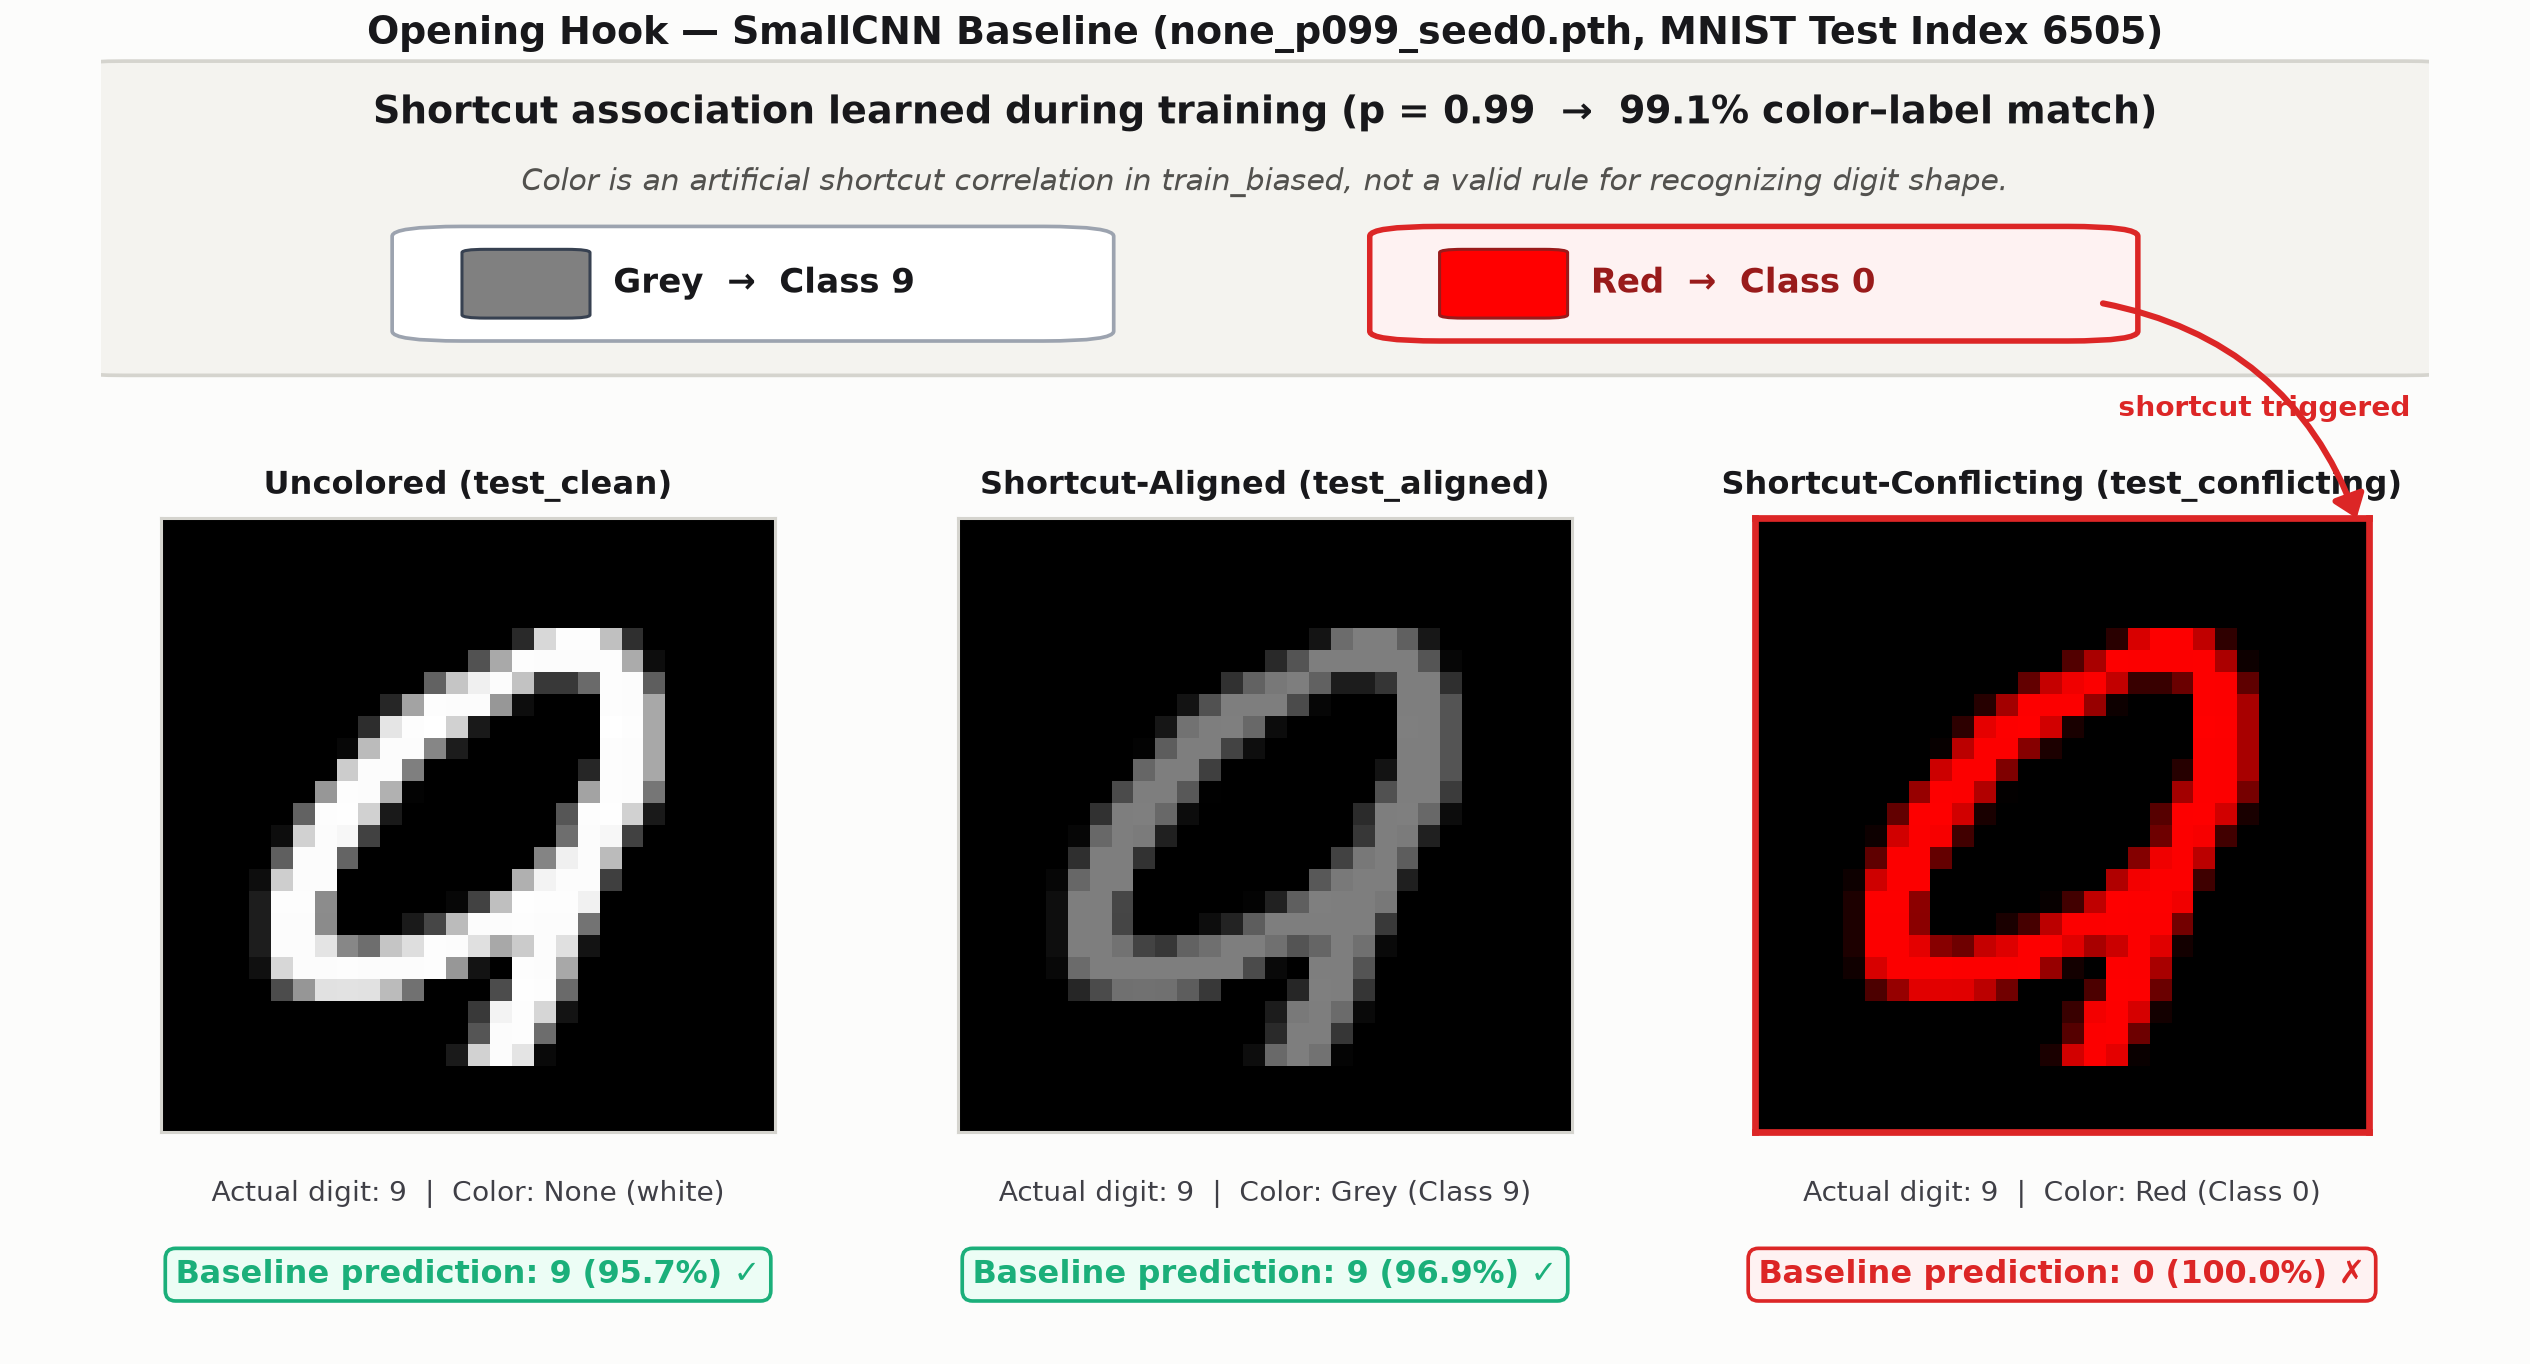 Opening Hook — SmallCNN Baseline (none_p099_seed0.pth, MNIST Test Index 6505)
Shortcut association learned during training (p = 0.99 → 99.1% color–label match)
Color is an artificial shortcut correlation in train_biased, not a valid rule for recognizing digit shape.
Grey → Class 9
Red → Class 0
shortcut triggered
Uncolored (test_clean)
Shortcut-Aligned (test_aligned)
Shortcut-Conflicting (test_conflicting)
9
9
9
Actual digit: 9 | Color: None (white)
Actual digit: 9 | Color: Grey (Class 9)
Actual digit: 9 | Color: Red (Class 0)
Baseline prediction: 9 (95.7%) ✓
Baseline prediction: 9 (96.9%) ✓
Baseline prediction: 0 (100.0%) ✗